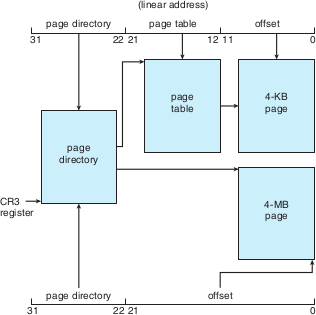 (linear address)
page directory page table offset
31 22 21 12 11 0
page
table
4-KB
page
page
directory
CR3
register
4-MB
page
page directory offset
31 22 21 0